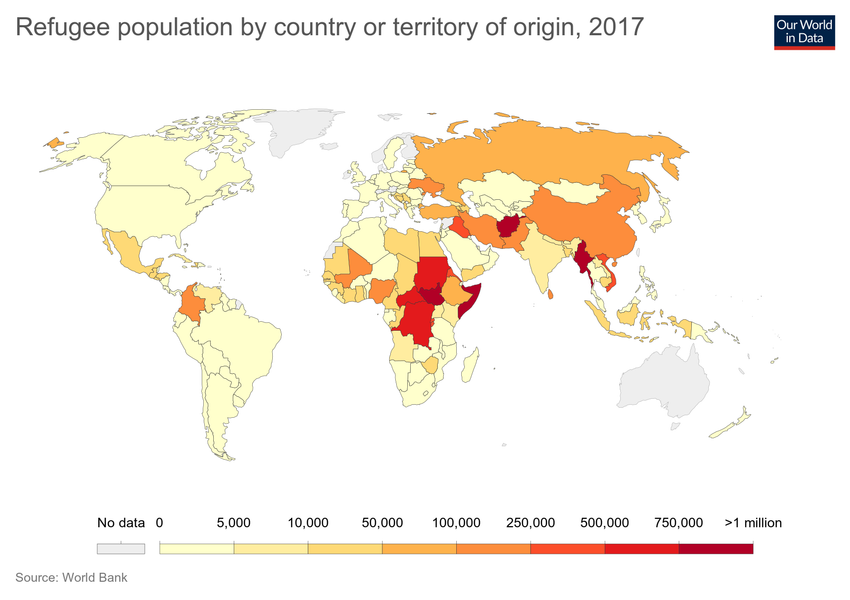 Refugee population by country or territory of origin, 2017
Our World
in Data
No data 0 5,000 10,000 50,000 100,000 250,000 500,000 750,000 >1 million
Source: World Bank